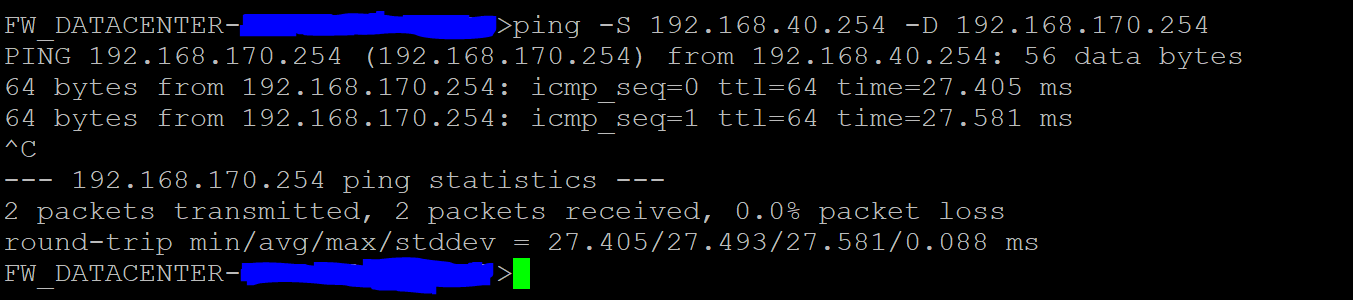 FW_DATACENTER- >ping -S 192.168.40.254 -D 192.168.170.254
PING 192.168.170.254 (192.168.170.254) from 192.168.40.254: 56 data bytes
64 bytes from 192.168.170.254: icmp_seq=0 ttl=64 time=27.405 ms
64 bytes from 192.168.170.254: icmp_seq=1 ttl=64 time=27.581 ms
^C
--- 192.168.170.254 ping statistics ---
2 packets transmitted, 2 packets received, 0.0% packet loss
round-trip min/avg/max/stddev = 27.405/27.493/27.581/0.088 ms
FW_DATACENTER- >